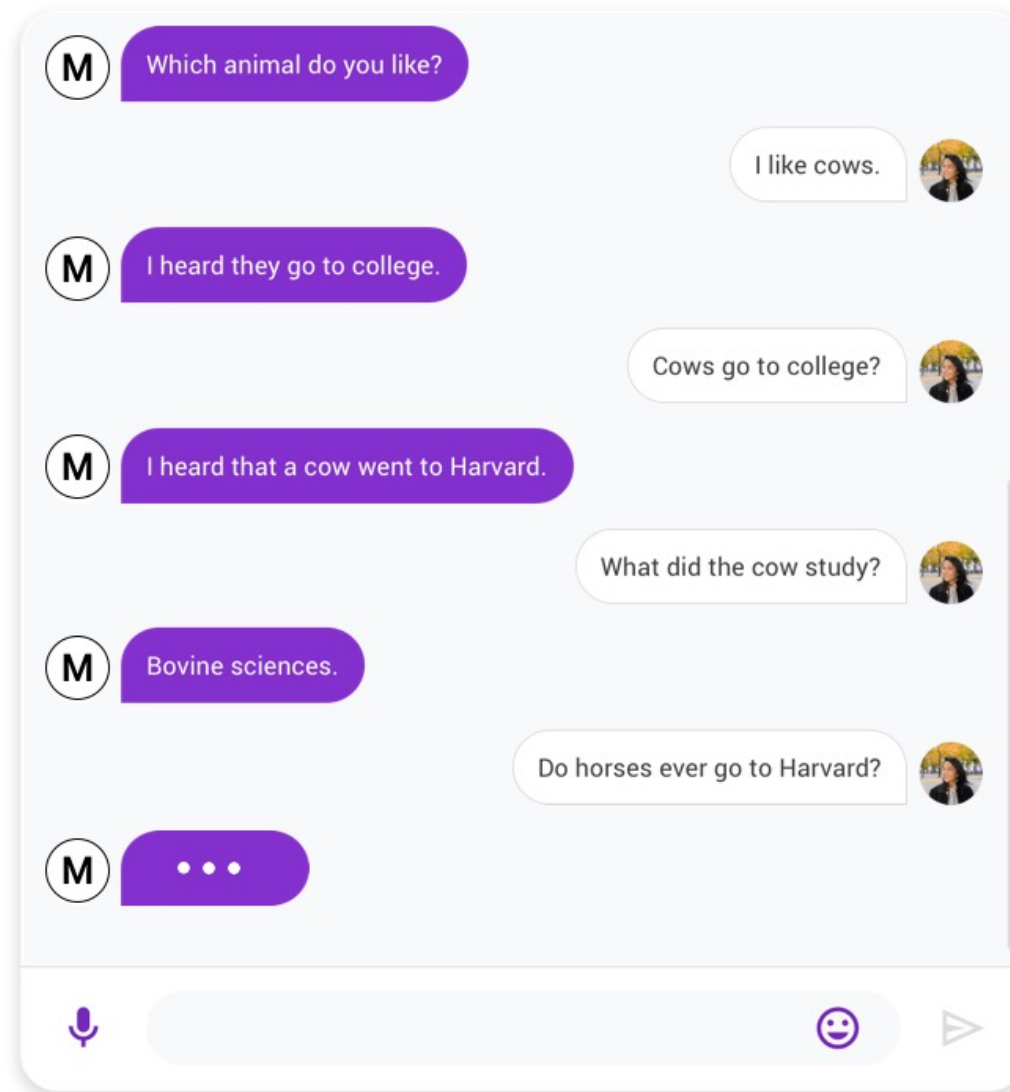 M Which animal do you like?
I like cows.
M I heard they go to college.
Cows go to college?
M I heard that a cow went to Harvard.
What did the cow study?
M Bovine sciences.
Do horses ever go to Harvard?
M